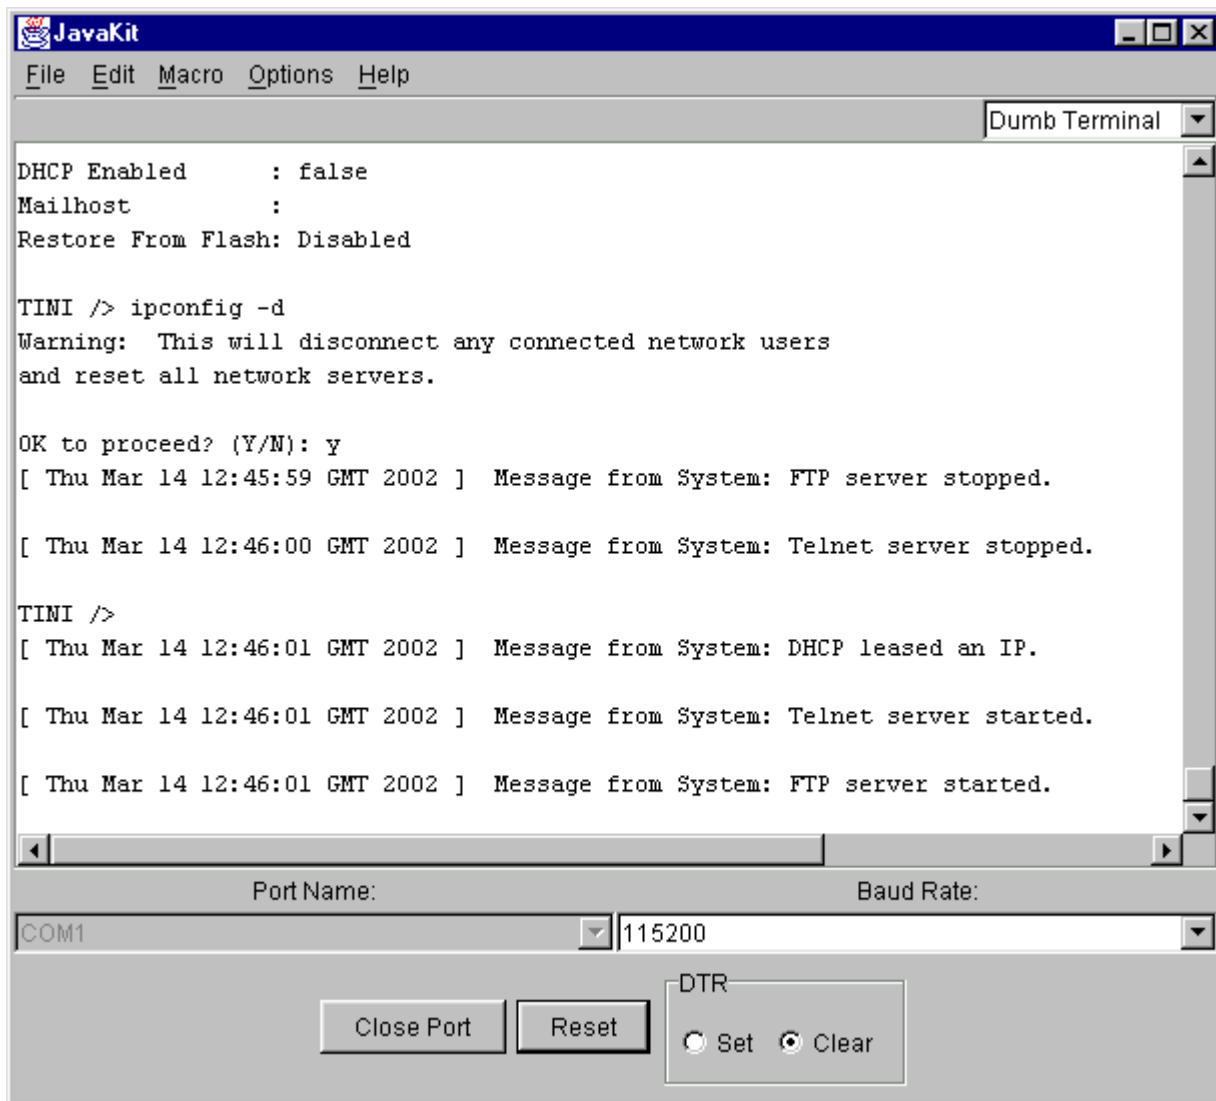 JavaKit
File Edit Macro Options Help
Dumb Terminal
DHCP Enabled      : false
Mailhost          :
Restore From Flash: Disabled
TINI /> ipconfig -d
Warning:  This will disconnect any connected network users
and reset all network servers.
OK to proceed? (Y/N): y
[ Thu Mar 14 12:45:59 GMT 2002 ]  Message from System: FTP server stopped.
[ Thu Mar 14 12:46:00 GMT 2002 ]  Message from System: Telnet server stopped.
TINI />
[ Thu Mar 14 12:46:01 GMT 2002 ]  Message from System: DHCP leased an IP.
[ Thu Mar 14 12:46:01 GMT 2002 ]  Message from System: Telnet server started.
[ Thu Mar 14 12:46:01 GMT 2002 ]  Message from System: FTP server started.
Port Name: Baud Rate:
COM1 115200
DTR
Close Port Reset Set Clear